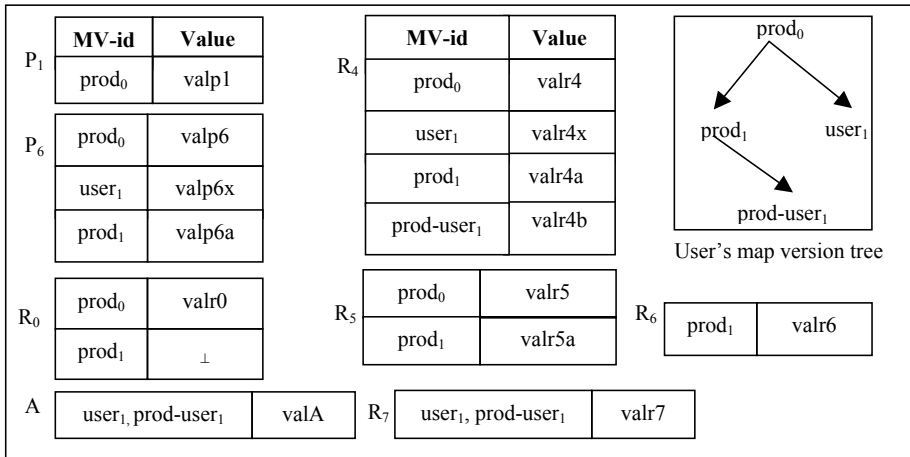 P₁
MV-id Value
prod₀ valp1
P₆
prod₀ valp6
user₁ valp6x
prod₁ valp6a
R₄
MV-id Value
prod₀ valr4
user₁ valr4x
prod₁ valr4a
prod-user₁ valr4b
prod₀
prod₁ user₁
prod-user₁
User’s map version tree
R₀
prod₀ valr0
prod₁ ⊥
R₅
prod₀ valr5
prod₁ valr5a
R₆
prod₁ valr6
A
user₁, prod-user₁ valA
R₇
user₁, prod-user₁ valr7